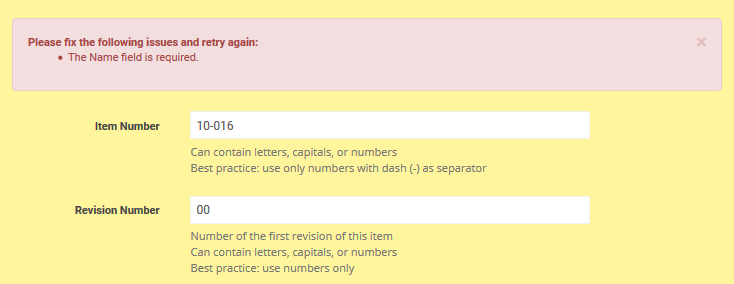 Please fix the following issues and retry again:
• The Name field is required.
×
Item Number
10-016
Can contain letters, capitals, or numbers
Best practice: use only numbers with dash (-) as separator
Revision Number
00
Number of the first revision of this item
Can contain letters, capitals, or numbers
Best practice: use numbers only